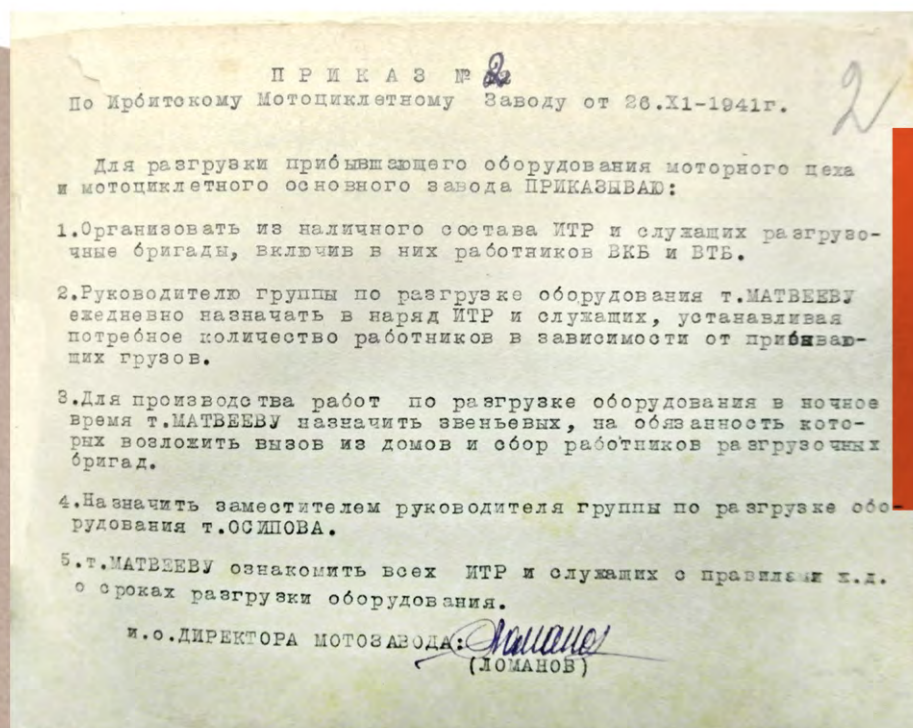 ПРИКАЗ № 2
2
По Ирбитскому Мотоциклетному Заводу от 26.XI-1941г.
Для разгрузки прибывшающего оборудования моторного цеха
и мотоциклетного основного завода ПРИКАЗЫВАЮ:
1.Организовать из наличного состава ИТР и служащих разгрузо-
чные бригады, включив в них работников ВКБ и ВТБ.
2.Руководителю группы по разгрузке оборудования т.МАТВЕЕВУ
ежедневно назначать в наряд ИТР и служащих, устанавливая
потребное количество работников в зависимости от прибываю-
щих грузов.
3.Для производства работ по разгрузке оборудования в ночное
время т.МАТВЕЕВУ назначить звеньевых, на обязанность кото-
рых возложить вызов из домов и сбор работников разгрузочных
бригад.
4.Назначить заместителем руководителя группы по разгрузке обо-
рудования т.ОСИПОВА.
5.т.МАТВЕЕВУ ознакомить всех ИТР и служащих с правилами ж.д.
о сроках разгрузки оборудования.
и.о.ДИРЕКТОРА МОТОЗАВОДА: Ломанов
(ЛОМАНОВ)